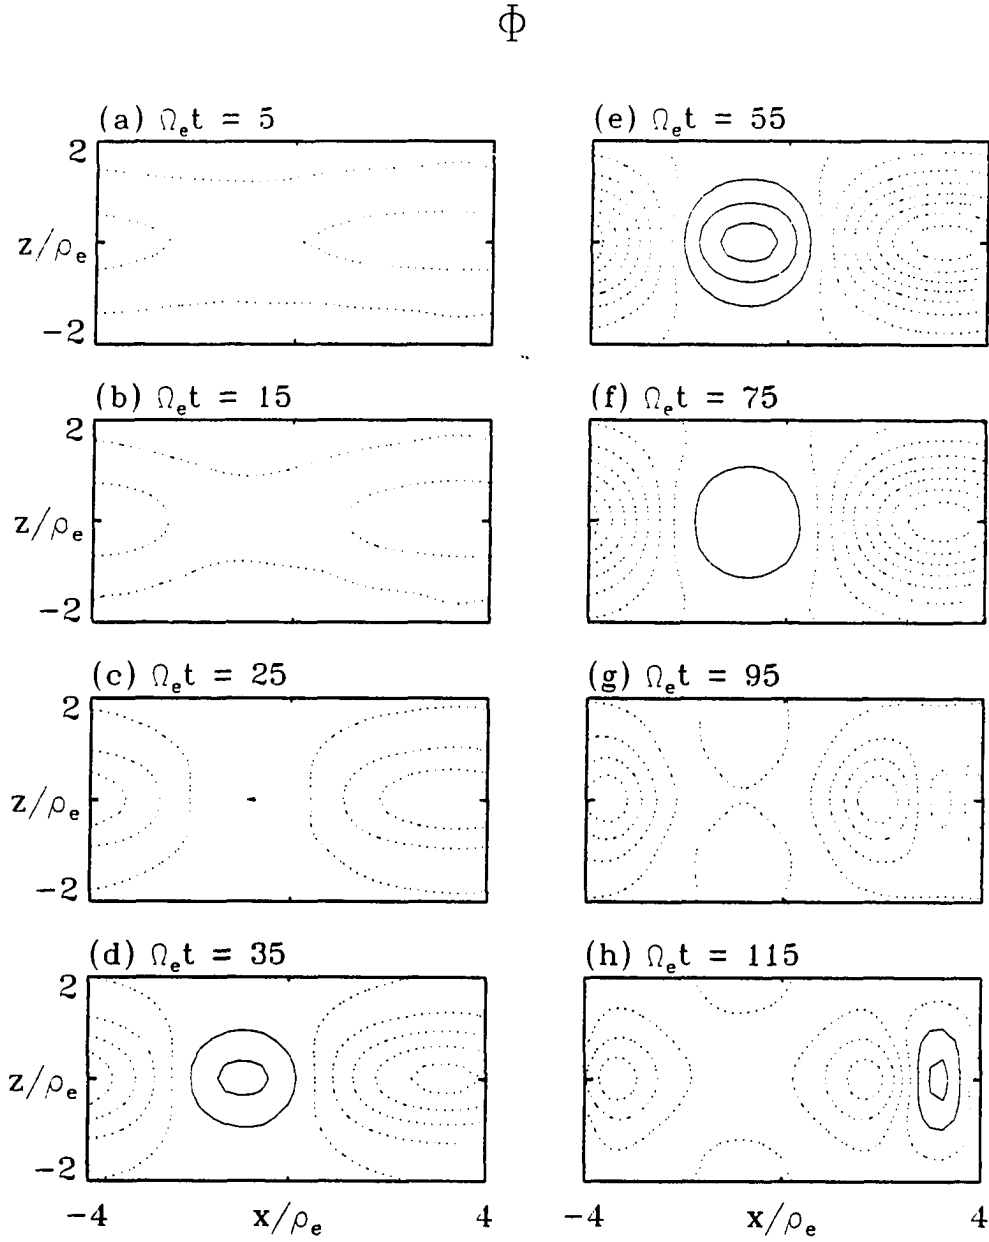 Φ
(a) Ωₑt = 5
2
z/ρₑ
−2
(b) Ωₑt = 15
2
z/ρₑ
−2
(c) Ωₑt = 25
2
z/ρₑ
−2
(d) Ωₑt = 35
2
z/ρₑ
−2
−4 x/ρₑ 4
(e) Ωₑt = 55
(f) Ωₑt = 75
(g) Ωₑt = 95
(h) Ωₑt = 115
−4 x/ρₑ 4